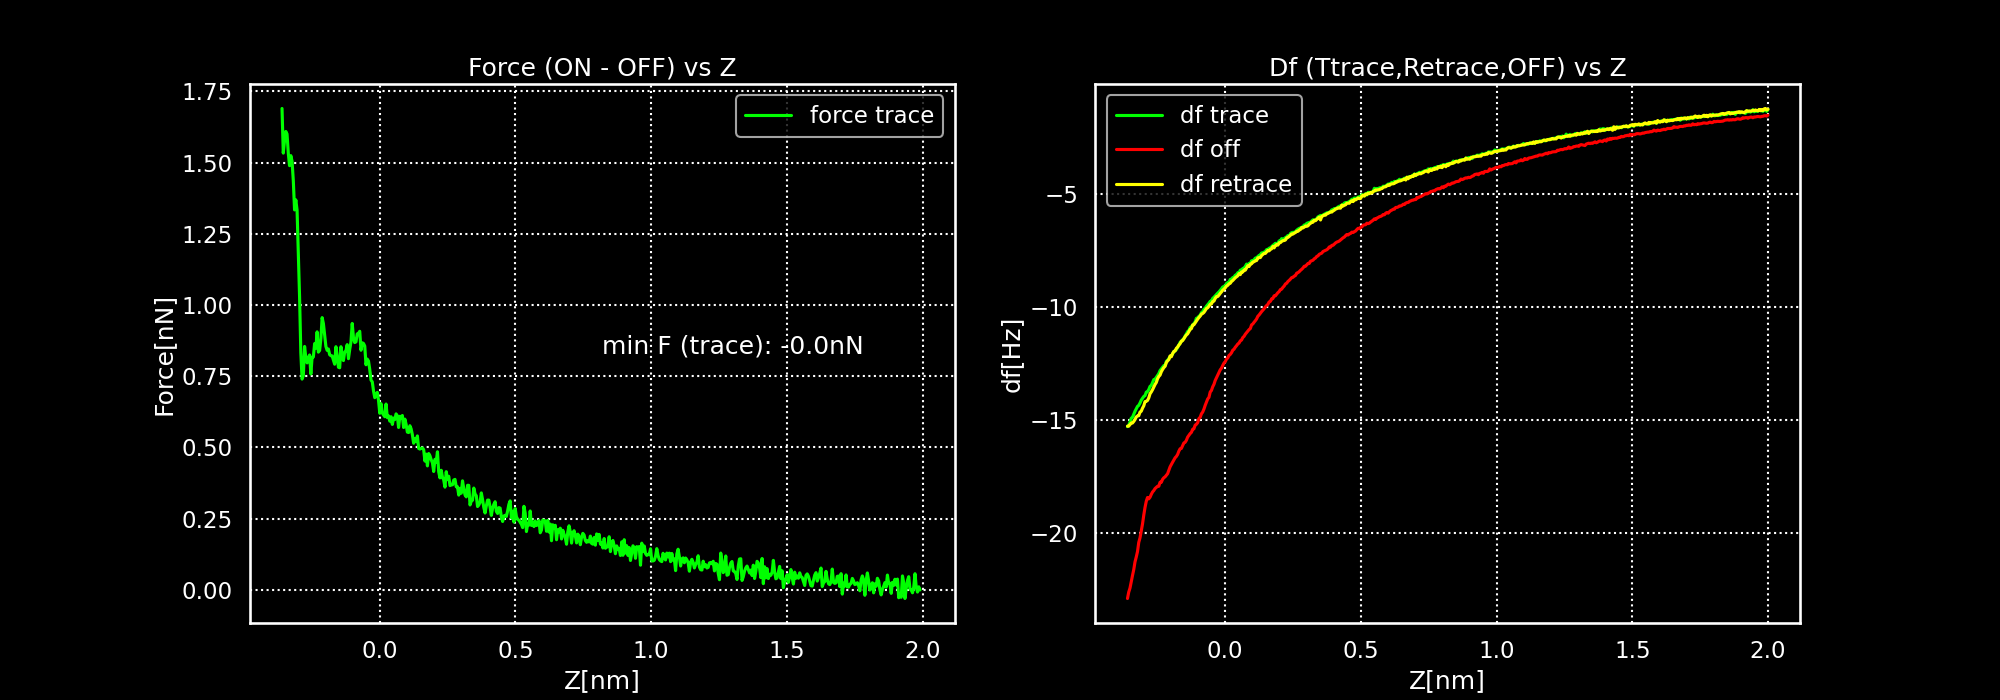 Force (ON - OFF) vs Z
1.75
1.50
1.25
1.00
0.75
0.50
0.25
0.00
Force[nN]
force trace
min F (trace): -0.0nN
0.0 0.5 1.0 1.5 2.0
Z[nm]
Df (Ttrace,Retrace,OFF) vs Z
df trace
df off
df retrace
−5
−10
−15
−20
df[Hz]
0.0 0.5 1.0 1.5 2.0
Z[nm]